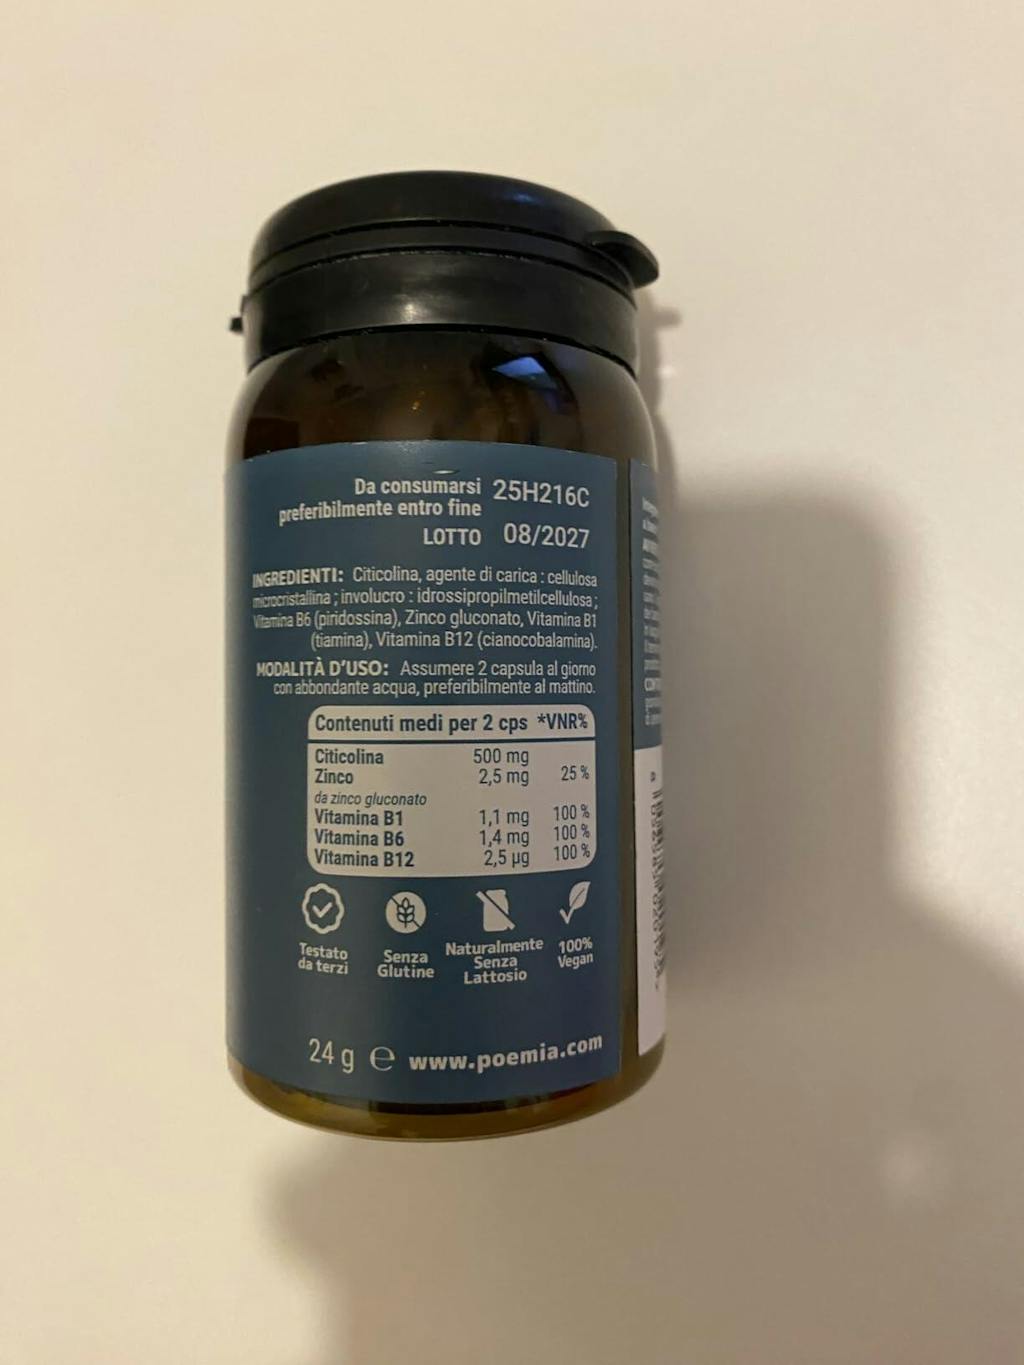 Da consumarsi 25H216C
preferibilmente entro fine
LOTTO 08/2027
INGREDIENTI: Citicolina, agente di carica : cellulosa
microcristallina ; involucro : idrossipropilmetilcellulosa ;
Vitamina B6 (piridossina), Zinco gluconato, Vitamina B1
(tiamina), Vitamina B12 (cianocobalamina).
MODALITÀ D'USO: Assumere 2 capsula al giorno
con abbondante acqua, preferibilmente al mattino.
Contenuti medi per 2 cps *VNR%
Citicolina 500 mg
Zinco 2,5 mg 25 %
da zinco gluconato
Vitamina B1 1,1 mg 100 %
Vitamina B6 1,4 mg 100 %
Vitamina B12 2,5 µg 100 %
Testato
da terzi
Senza
Glutine
Naturalmente
Senza
Lattosio
100%
Vegan
24 g ℮ www.poemia.com